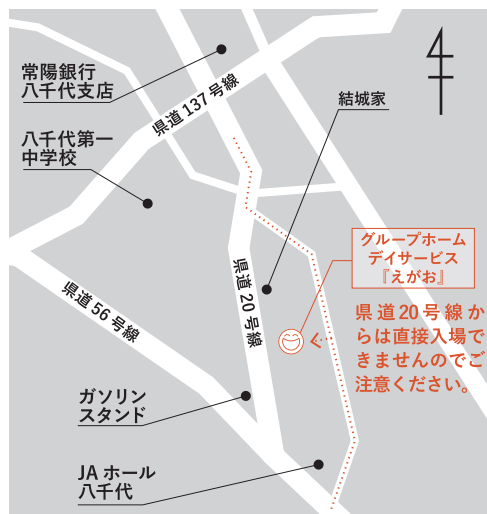 常陽銀行
八千代支店
県道137号線
結城家
八千代第一
中学校
グループホーム
デイサービス
『えがお』
県道20号線
県道56号線
県道20号線か
らは直接入場で
きませんのでご
注意ください。
ガソリン
スタンド
JAホール
八千代